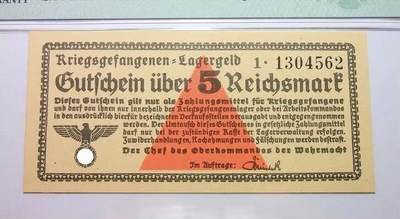 Kriegsgefangenen-Lagergeld
1· 1304562
Gutschein über 5 Reichsmark
Dieser Gutschein gilt nur als Zahlungsmittel für Kriegsgefangene
und darf von ihnen nur innerhalb der Kriegsgefangenenlager oder bei Arbeitskommandos
in den ausdrücklich hierfür bezeichneten Verkaufsstellen verausgabt und entgegengenommen
werden. Der Umtausch dieses Gutscheines in gesetzliche Zahlungsmittel
darf nur bei der zuständigen Kasse der Lagerverwaltung erfolgen.
Zuwiderhandlungen, Nachahmungen und Fälschungen werden bestraft.
Der Chef des Oberkommandos der Wehrmacht
Im Auftrage: